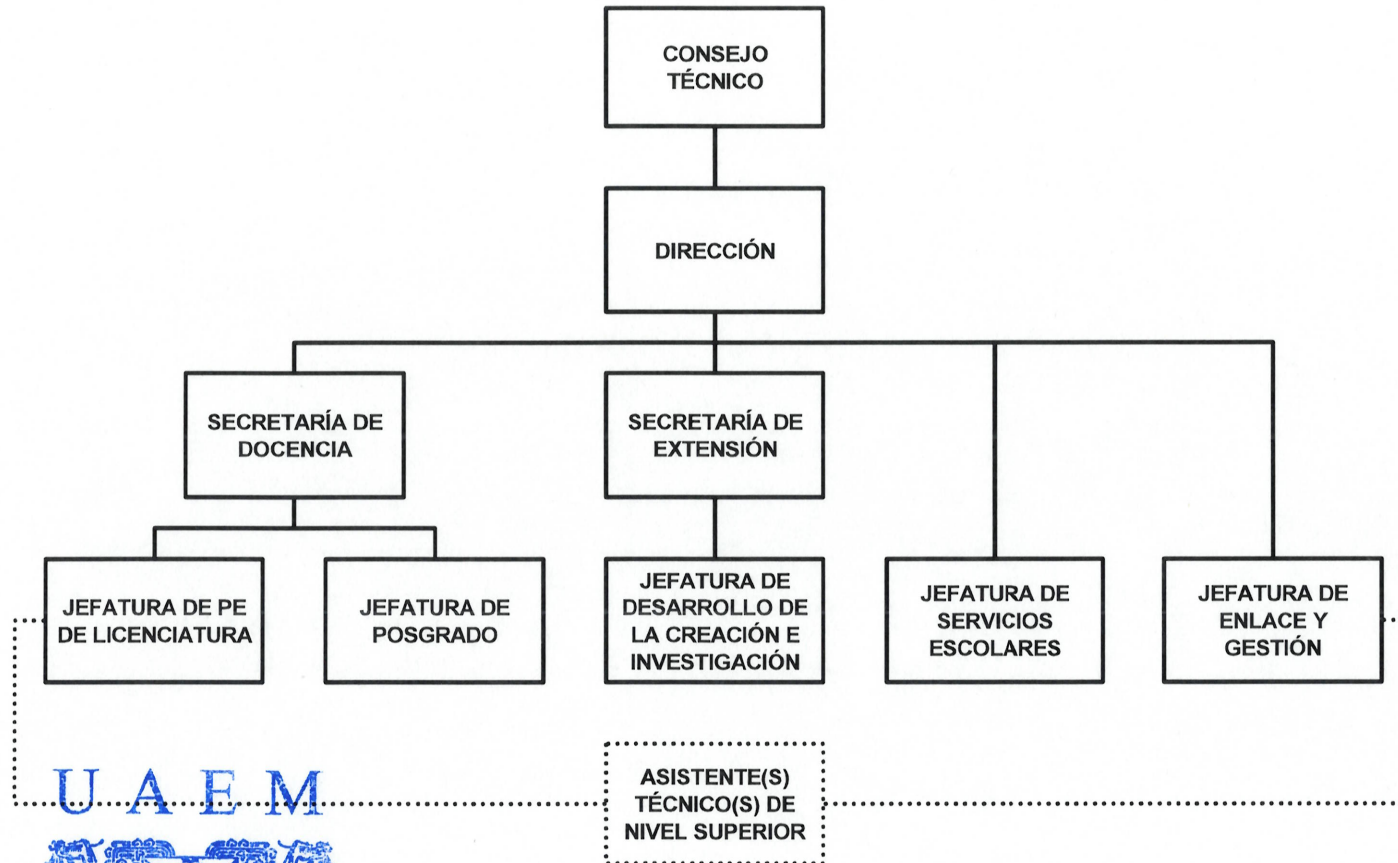 CONSEJO
TÉCNICO
DIRECCIÓN
SECRETARÍA DE
DOCENCIA
SECRETARÍA DE
EXTENSIÓN
JEFATURA DE PE
DE LICENCIATURA
JEFATURA DE
POSGRADO
JEFATURA DE
DESARROLLO DE
LA CREACIÓN E
INVESTIGACIÓN
JEFATURA DE
SERVICIOS
ESCOLARES
JEFATURA DE
ENLACE Y
GESTIÓN
UAEM
ASISTENTE(S)
TÉCNICO(S) DE
NIVEL SUPERIOR